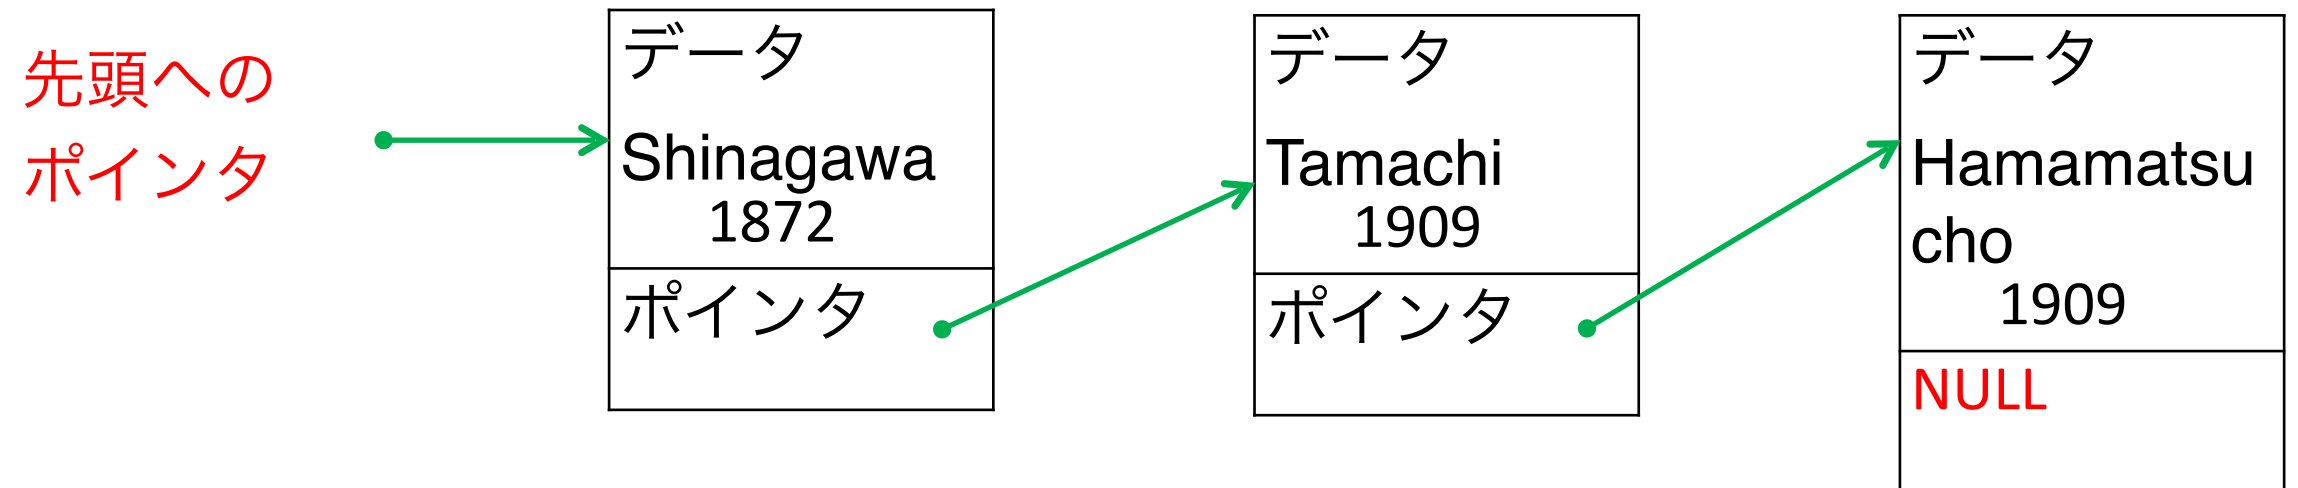 先頭への
ポインタ
データ
Shinagawa
1872
ポインタ
データ
Tamachi
1909
ポインタ
データ
Hamamatsu
cho
1909
NULL